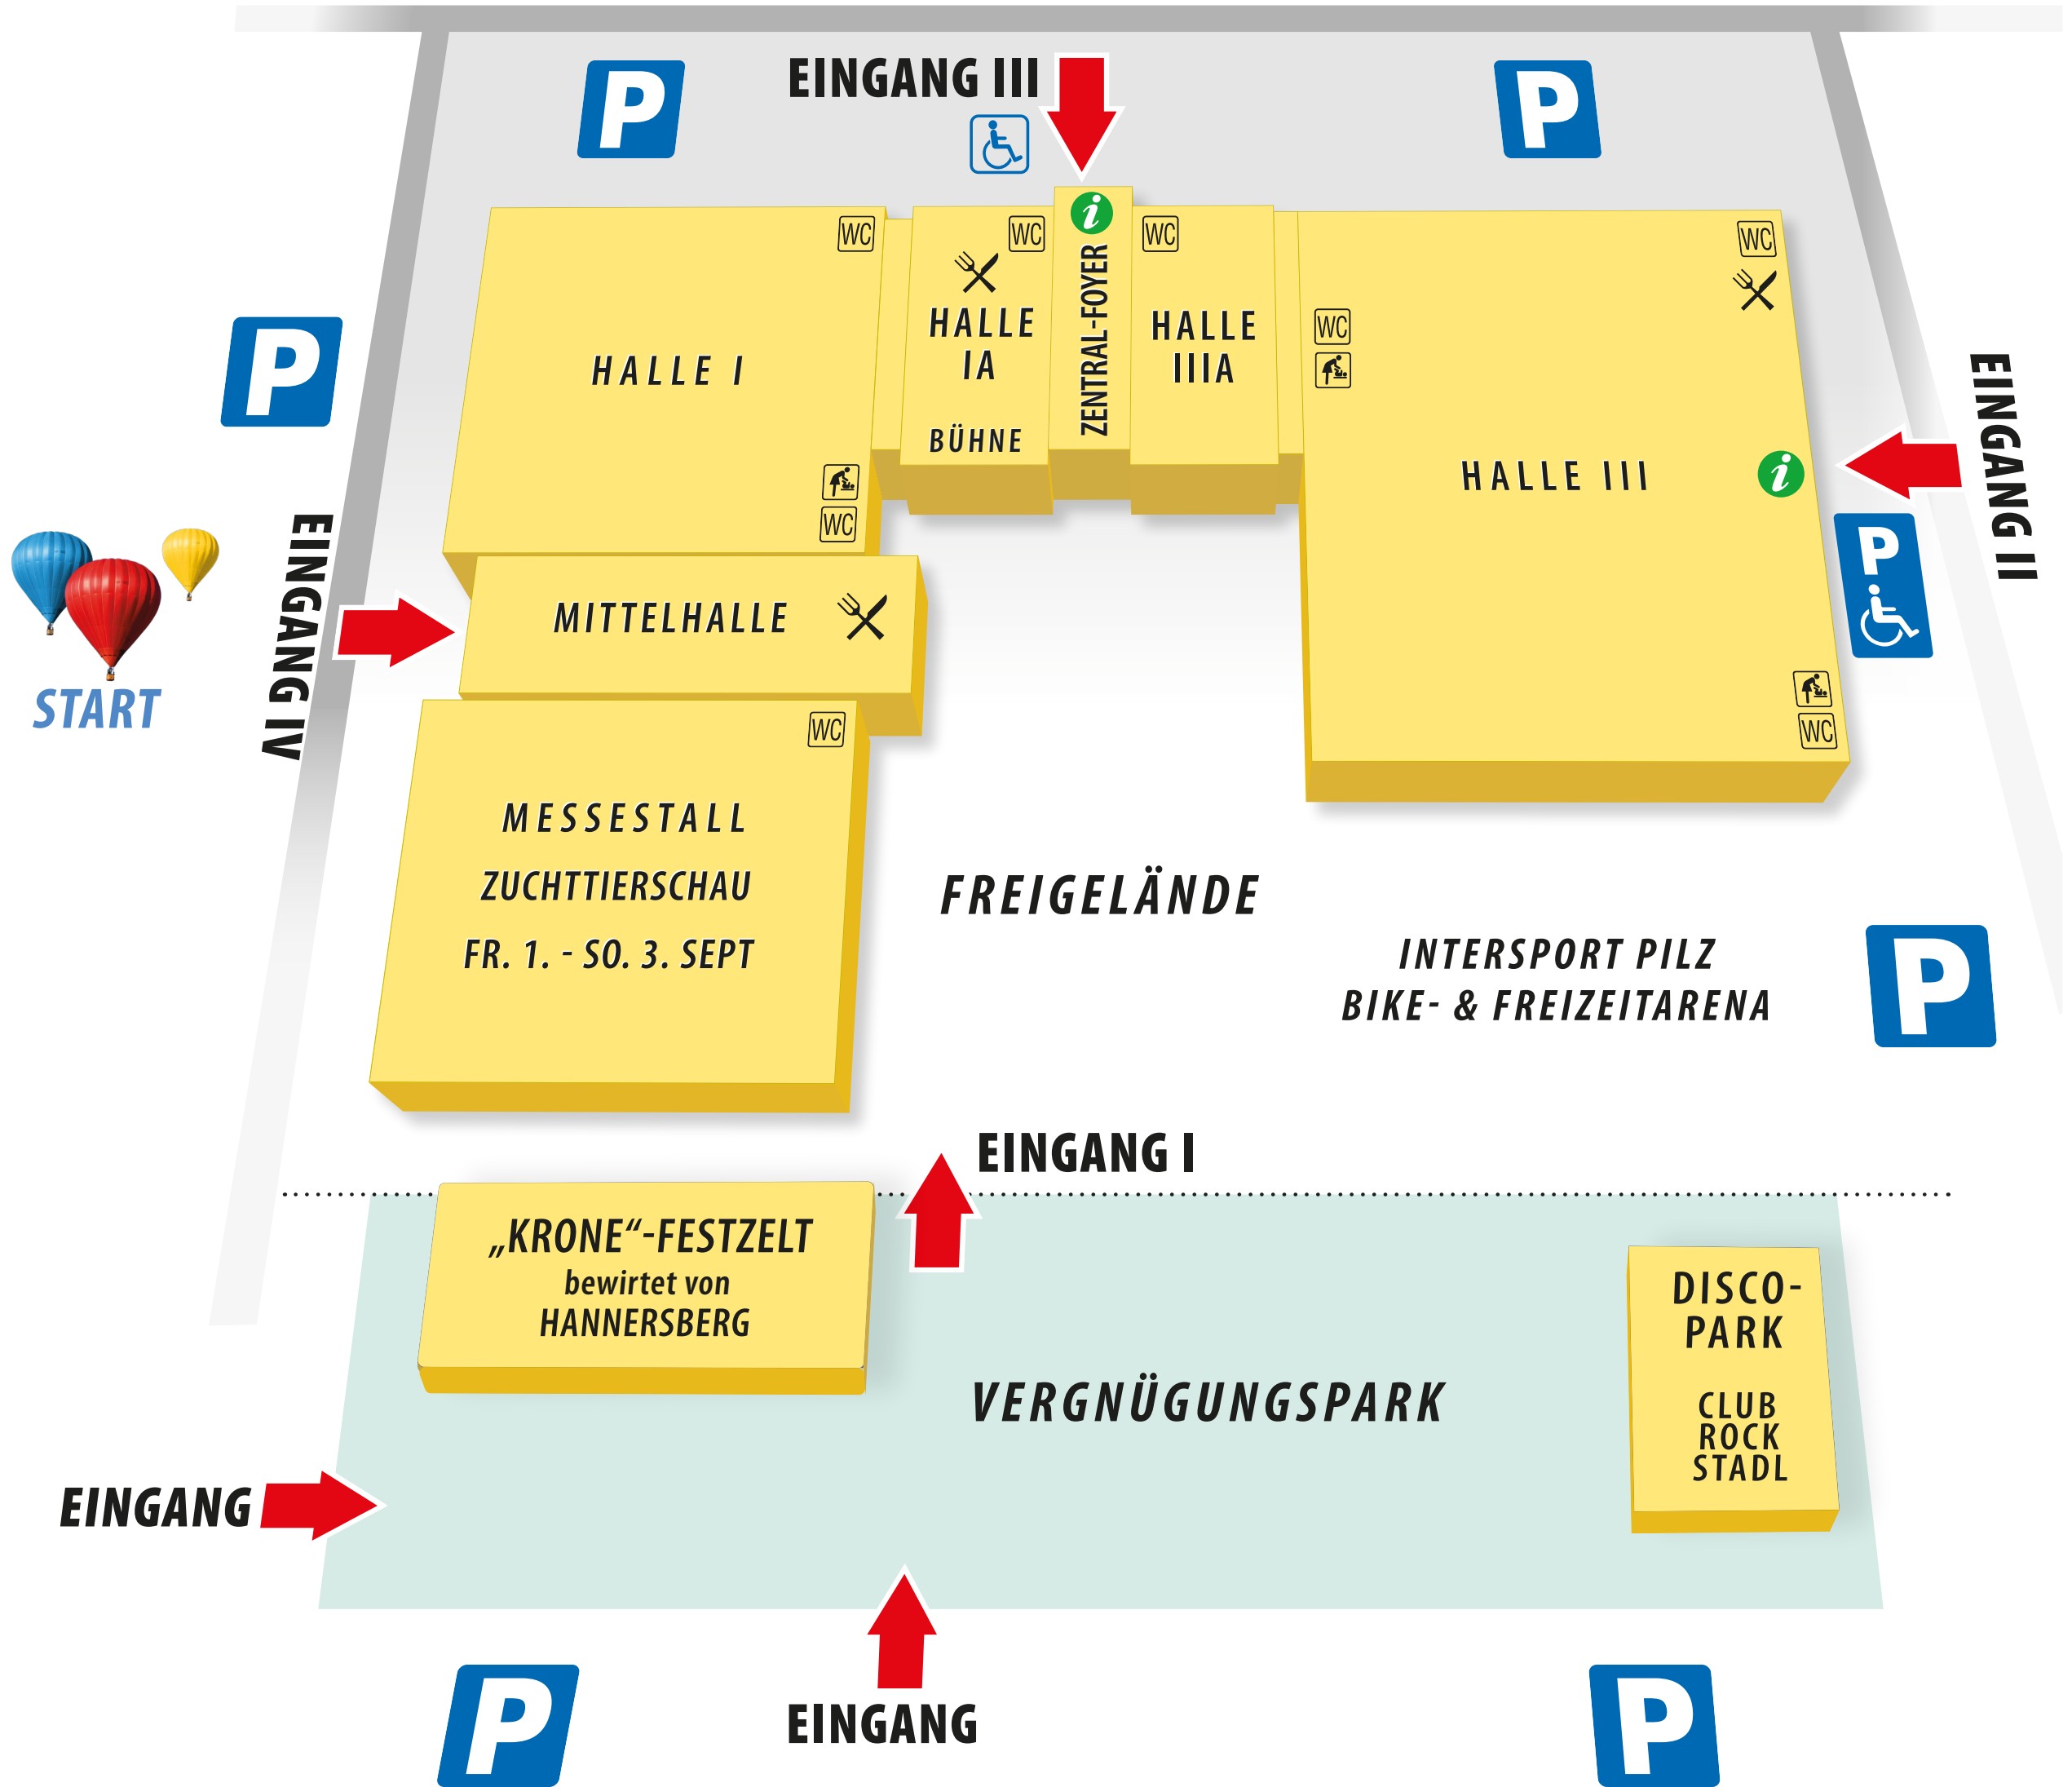 P
EINGANG III
P
WC
WC
i
WC
WC
HALLE I
HALLE
IA
BÜHNE
ZENTRAL-FOYER
HALLE
IIIA
WC
HALLE III
i
EINGANG II
P
WC
P
WC
EINGANG IV
START
MITTELHALLE
WC
MESSESTALL
ZUCHTTIERSCHAU
FR. 1. - SO. 3. SEPT
FREIGELÄNDE
INTERSPORT PILZ
BIKE- & FREIZEITARENA
P
EINGANG I
„KRONE“-FESTZELT
bewirtet von
HANNERSBERG
DISCO-
PARK
CLUB
ROCK
STADL
VERGNÜGUNGSPARK
EINGANG
EINGANG
P
P